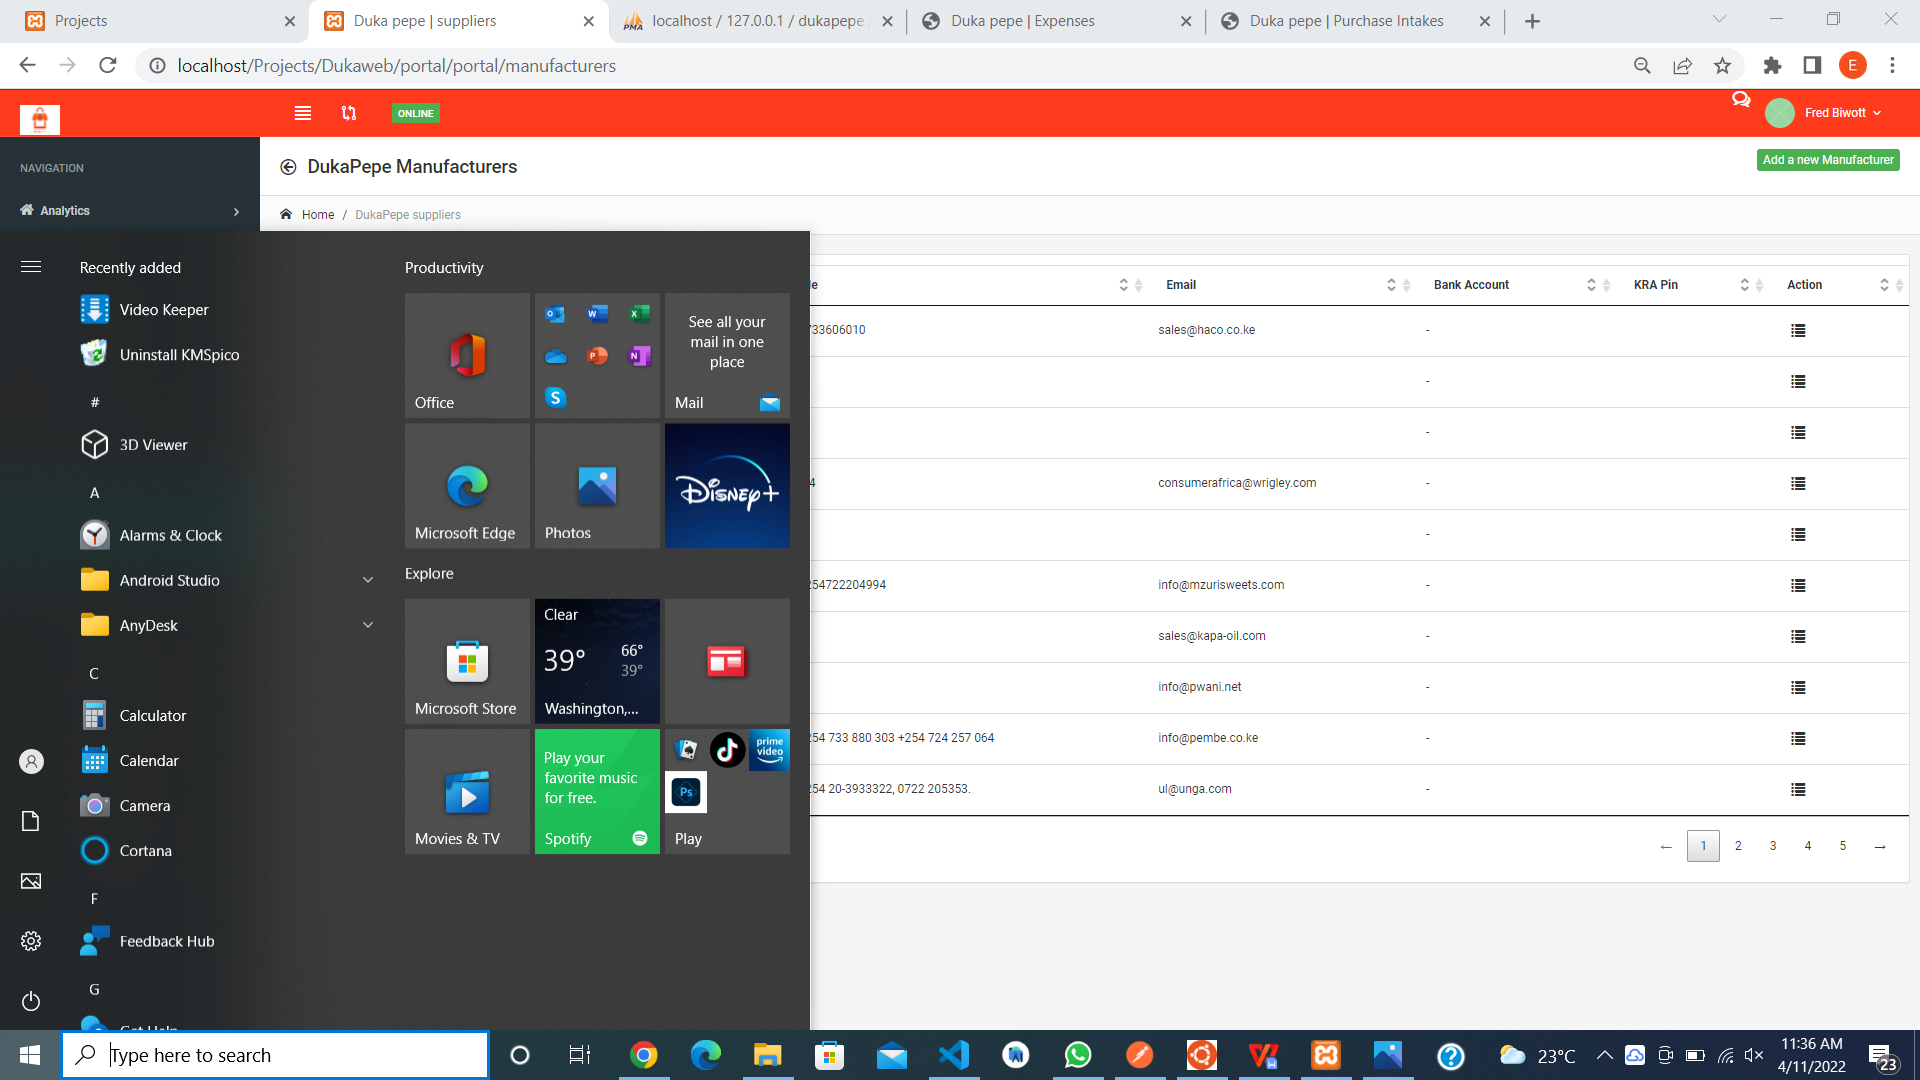 Projects
Duka pepe | suppliers
localhost / 127.0.0.1 / dukapepe
Duka pepe | Expenses
Duka pepe | Purchase Intakes
localhost/Projects/Dukaweb/portal/portal/manufacturers
E
ONLINE
Fred Biwott
NAVIGATION
DukaPepe Manufacturers
Add a new Manufacturer
Analytics
Home / DukaPepe suppliers
Recently added
Video Keeper
Uninstall KMSpico
#
3D Viewer
A
Alarms & Clock
Android Studio
AnyDesk
C
Calculator
Calendar
Camera
Cortana
F
Feedback Hub
G
Get Help
Productivity
Office
See all your
mail in one
place
Mail
Microsoft Edge
Photos
Disney+
Explore
Microsoft Store
Clear
39° 66°
39°
Washington,...
Movies & TV
Play your
favorite music
for free.
Spotify
prime
video
Ps
Play
le Email Bank Account KRA Pin Action
733606010 sales@haco.co.ke -
-
-
4 consumerafrica@wrigley.com -
-
254722204994 info@mzurisweets.com -
sales@kapa-oil.com -
info@pwani.net -
254 733 880 303 +254 724 257 064 info@pembe.co.ke -
254 20-3933322, 0722 205353. ul@unga.com -
← 1 2 3 4 5 →
Type here to search
23°C
11:36 AM
4/11/2022
23